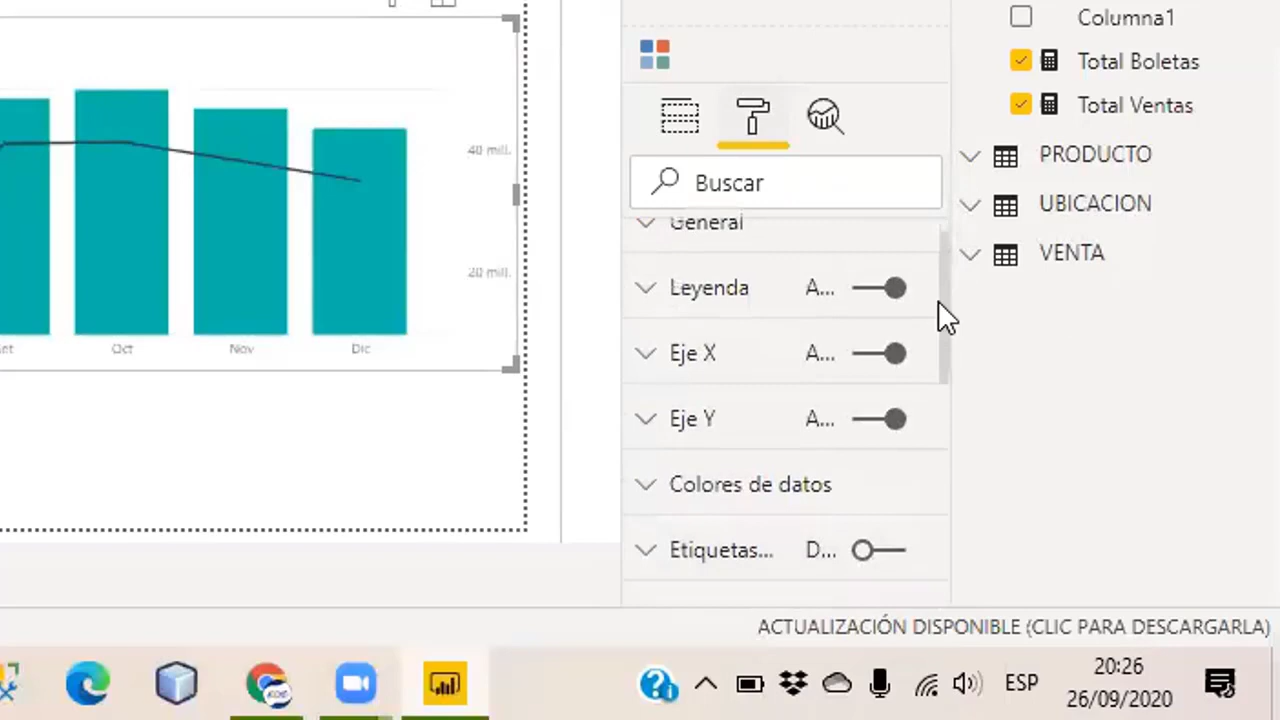 Columna1
Total Boletas
Total Ventas
PRODUCTO
UBICACION
VENTA
Buscar
General
Leyenda A...
Eje X A...
Eje Y A...
Colores de datos
Etiquetas... D...
40 mill.
20 mill.
Oct Nov Dic
ACTUALIZACIÓN DISPONIBLE (CLIC PARA DESCARGARLA)
ESP
20:26
26/09/2020